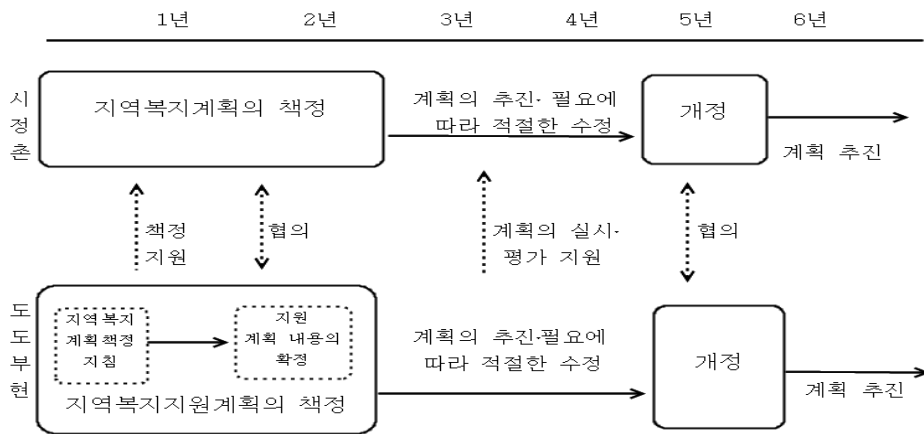 1년 2년 3년 4년 5년 6년
시정촌
지역복지계획의 책정
계획의 추진·필요에
따라 적절한 수정
개정
계획 추진
책정
지원
협의
계획의 실시·
평가 지원
협의
도도부현
지역복지
계획책정
지침
지원
계획 내용의
확정
지역복지지원계획의 책정
계획의 추진·필요에
따라 적절한 수정
개정
계획 추진